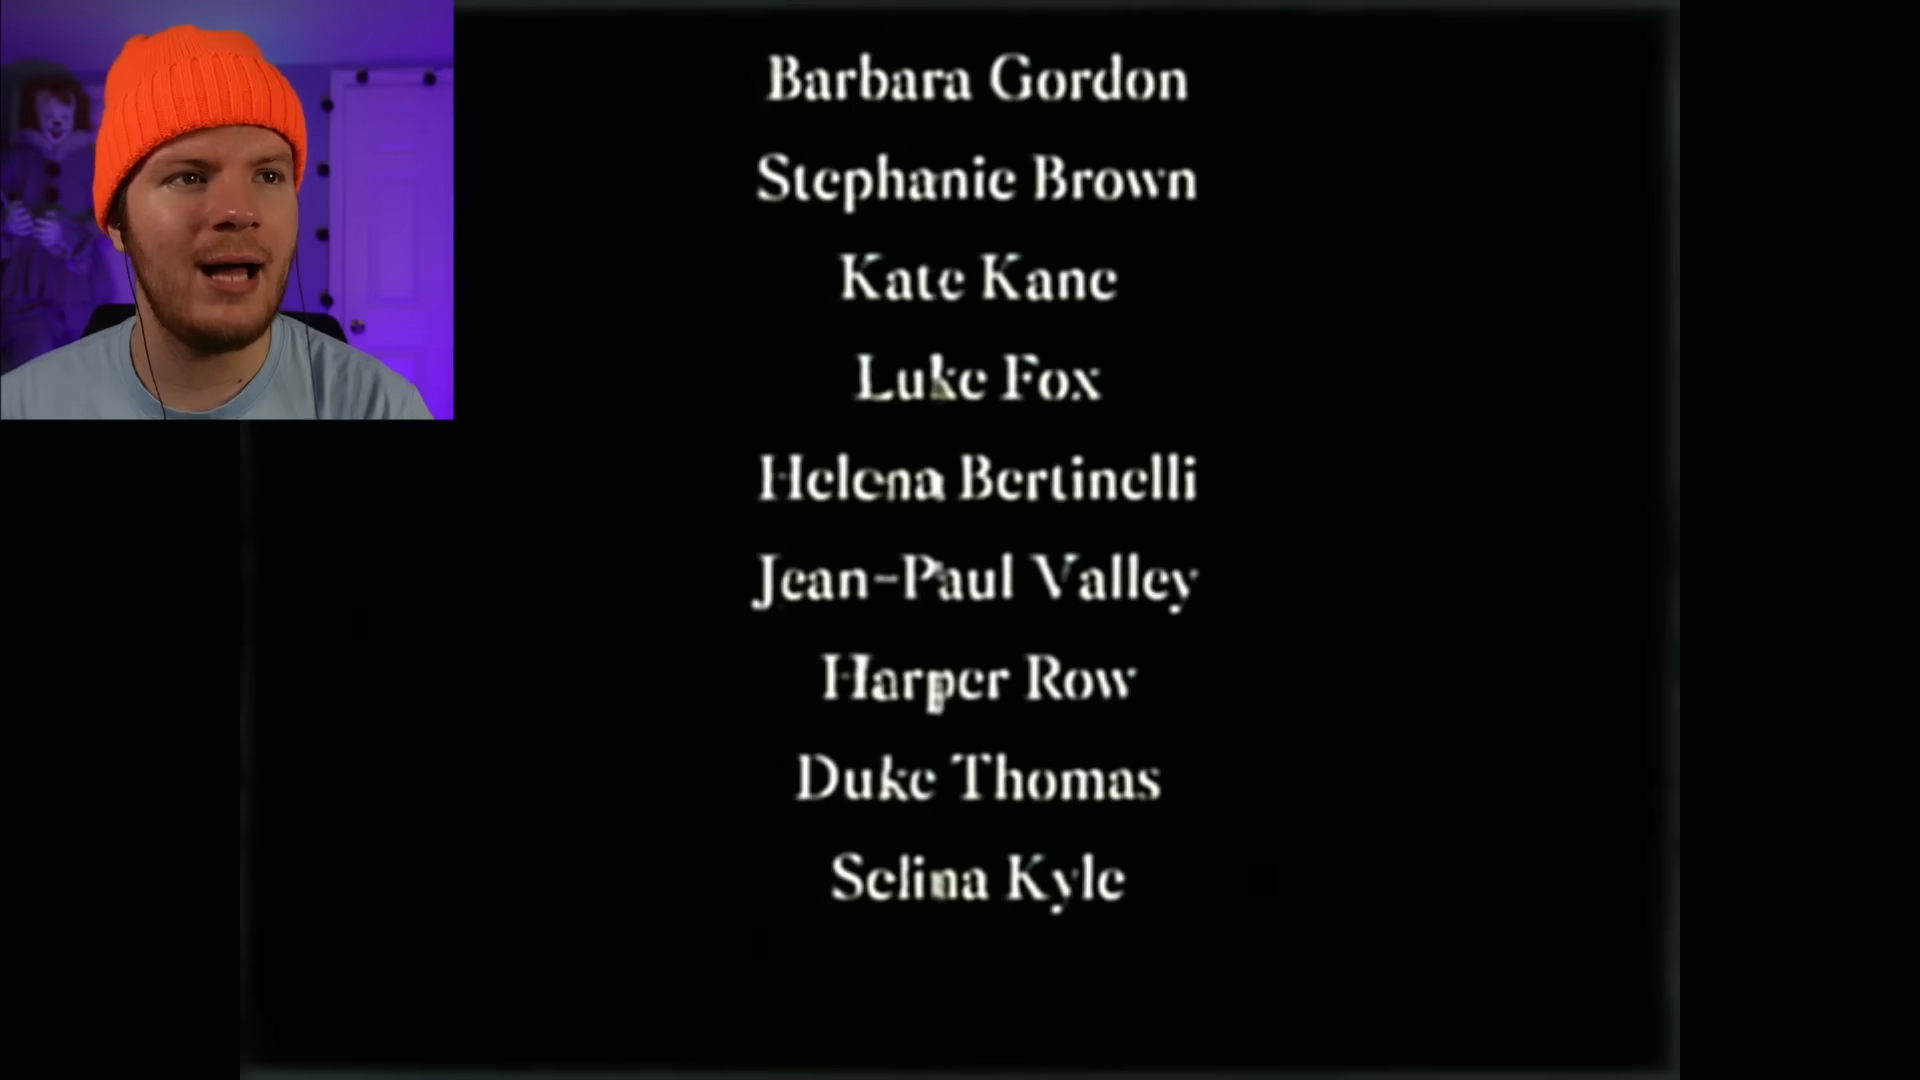 Barbara Gordon
Stephanie Brown
Kate Kane
Luke Fox
Helena Bertinelli
Jean-Paul Valley
Harper Row
Duke Thomas
Selina Kyle